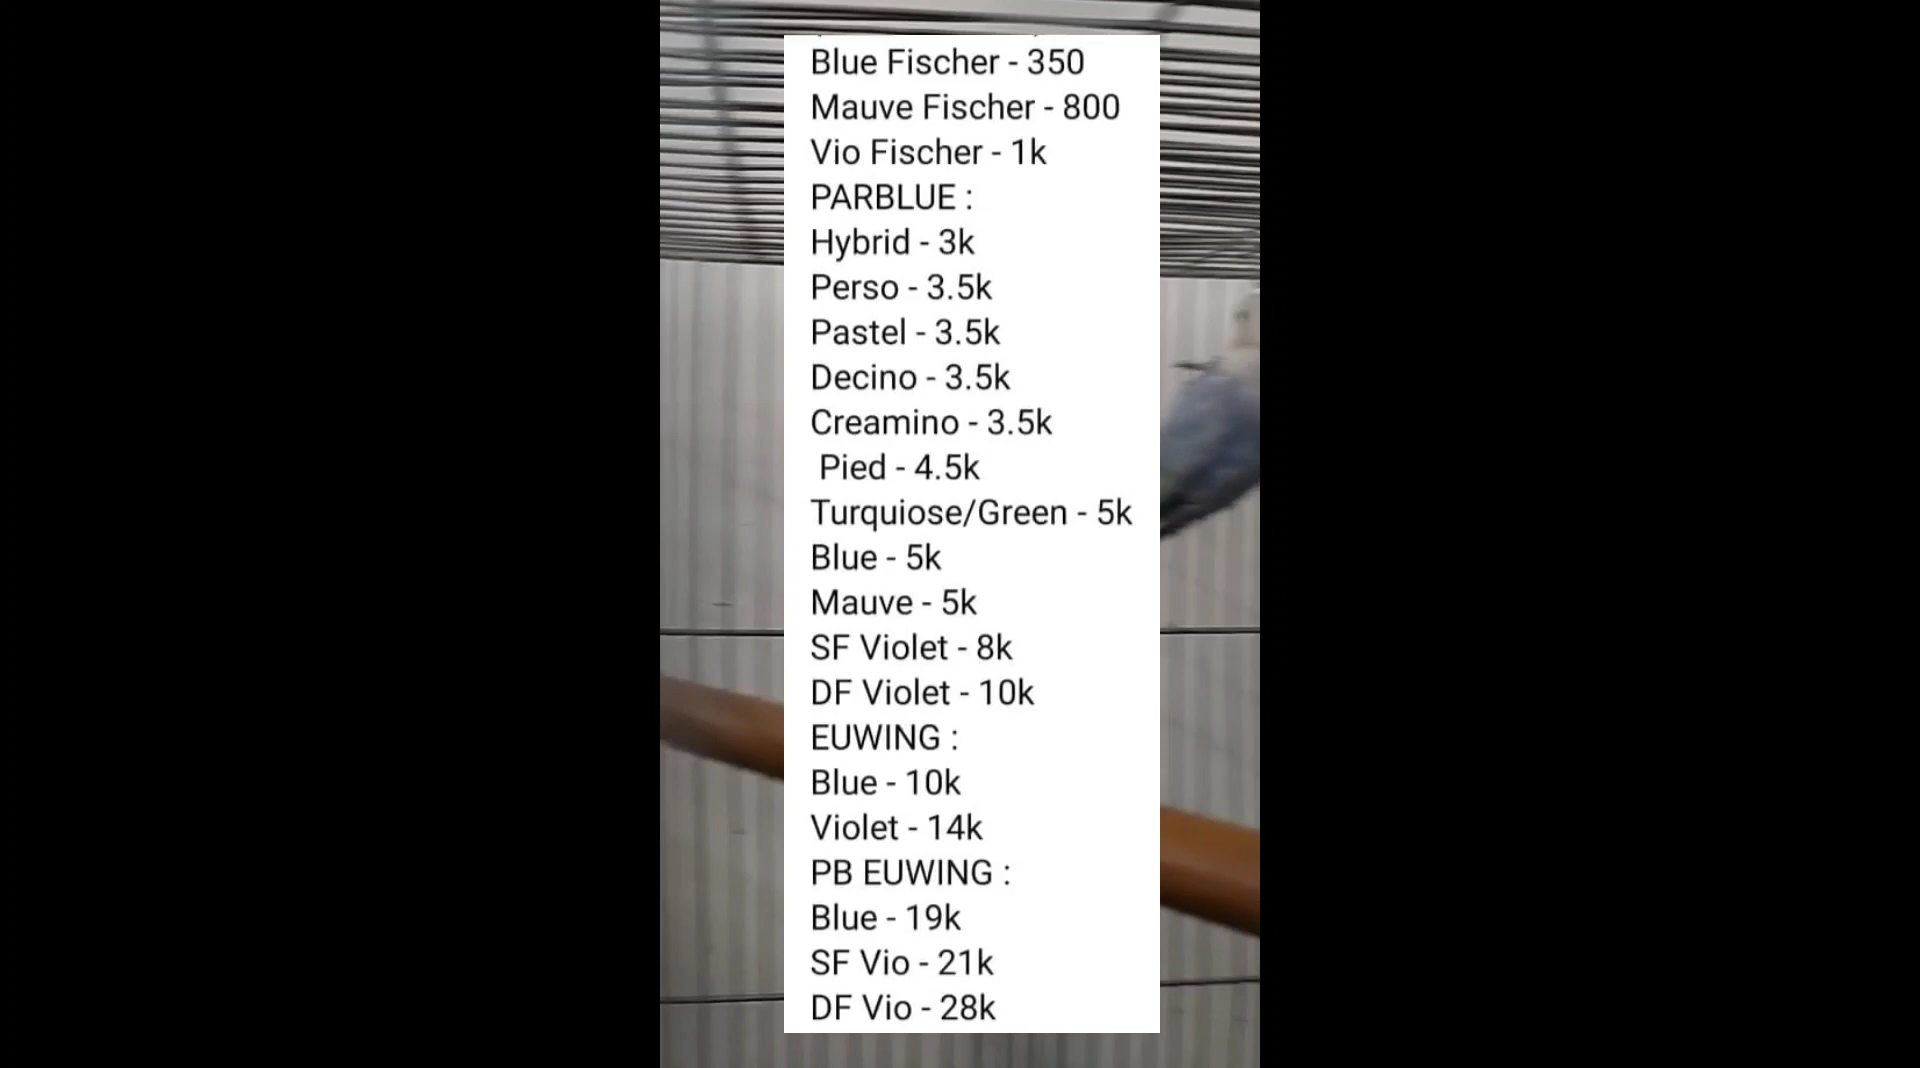 Blue Fischer - 350
Mauve Fischer - 800
Vio Fischer - 1k
PARBLUE :
Hybrid - 3k
Perso - 3.5k
Pastel - 3.5k
Decino - 3.5k
Creamino - 3.5k
Pied - 4.5k
Turquiose/Green - 5k
Blue - 5k
Mauve - 5k
SF Violet - 8k
DF Violet - 10k
EUWING :
Blue - 10k
Violet - 14k
PB EUWING :
Blue - 19k
SF Vio - 21k
DF Vio - 28k